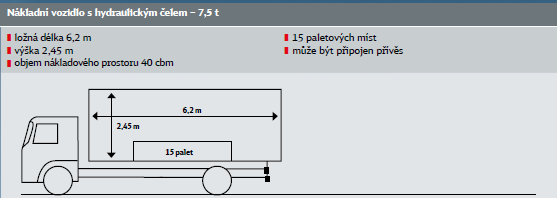 Nákladní vozidlo s hydraulickým čelem – 7,5 t
ložná délka 6,2 m
výška 2,45 m
objem nákladového prostoru 40 cbm
15 paletových míst
může být připojen přívěs
6,2 m
2,45 m
15 palet